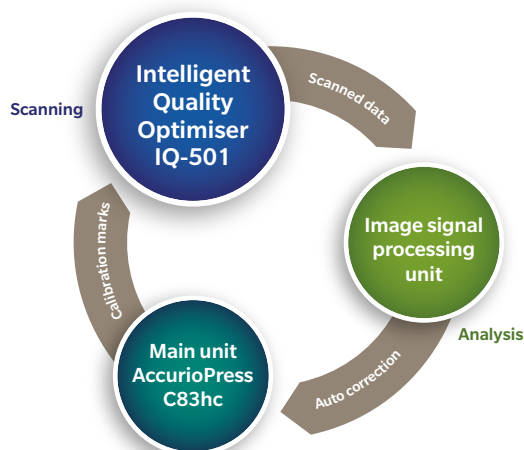 Intelligent
Quality
Optimiser
IQ-501
Scanning
Scanned data
Image signal
processing
unit
Analysis
Auto correction
Main unit
AccurioPress
C83hc
Calibration marks